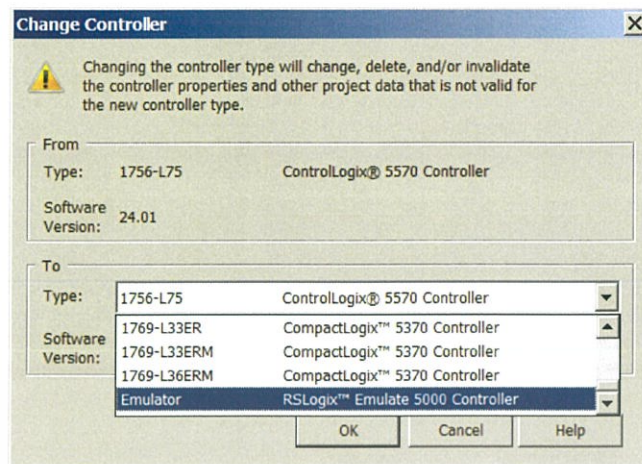 Change Controller
Changing the controller type will change, delete, and/or invalidate
the controller properties and other project data that is not valid for
the new controller type.
From
Type: 1756-L75 ControlLogix® 5570 Controller
Software
Version: 24.01
To
Type: 1756-L75 ControlLogix® 5570 Controller
1769-L33ER CompactLogix™ 5370 Controller
Software
Version:
1769-L33ERM CompactLogix™ 5370 Controller
1769-L36ERM CompactLogix™ 5370 Controller
Emulator RSLogix™ Emulate 5000 Controller
OK Cancel Help